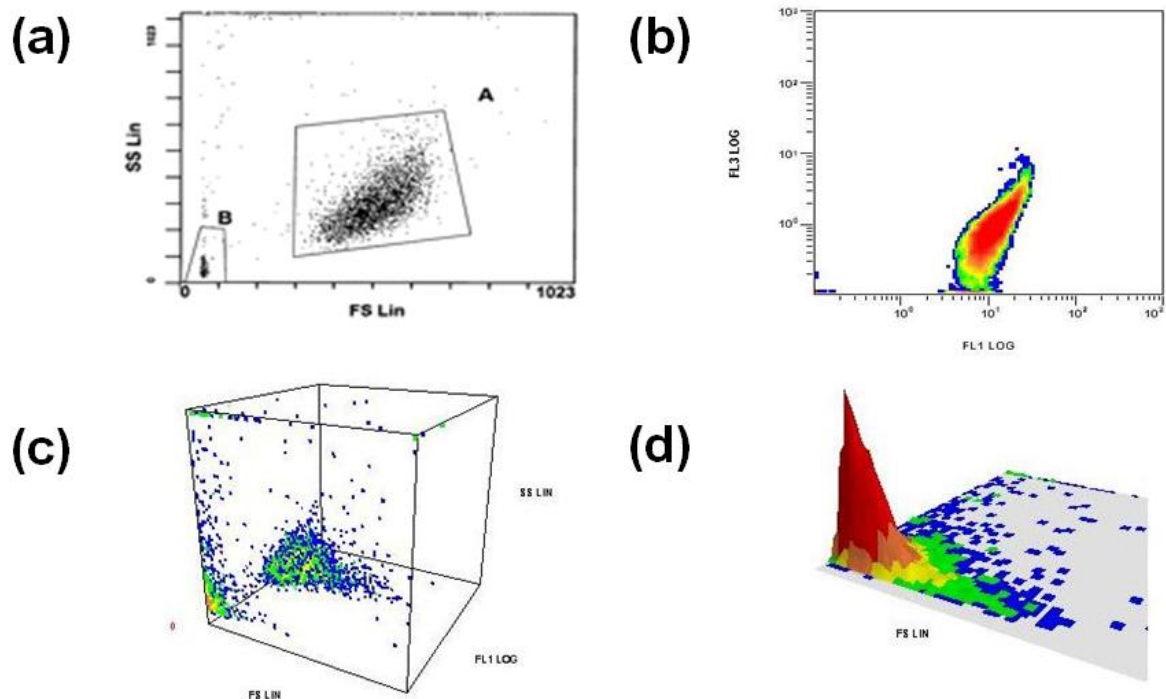 (a)
1023
SS Lin
0
A
B
0
1023
FS Lin
(b)
10³
10²
10¹
10⁰
FL3 LOG
10⁰
10¹
10²
10³
FL1 LOG
(c)
SS LIN
0
FL1 LOG
FS LIN
(d)
FS LIN